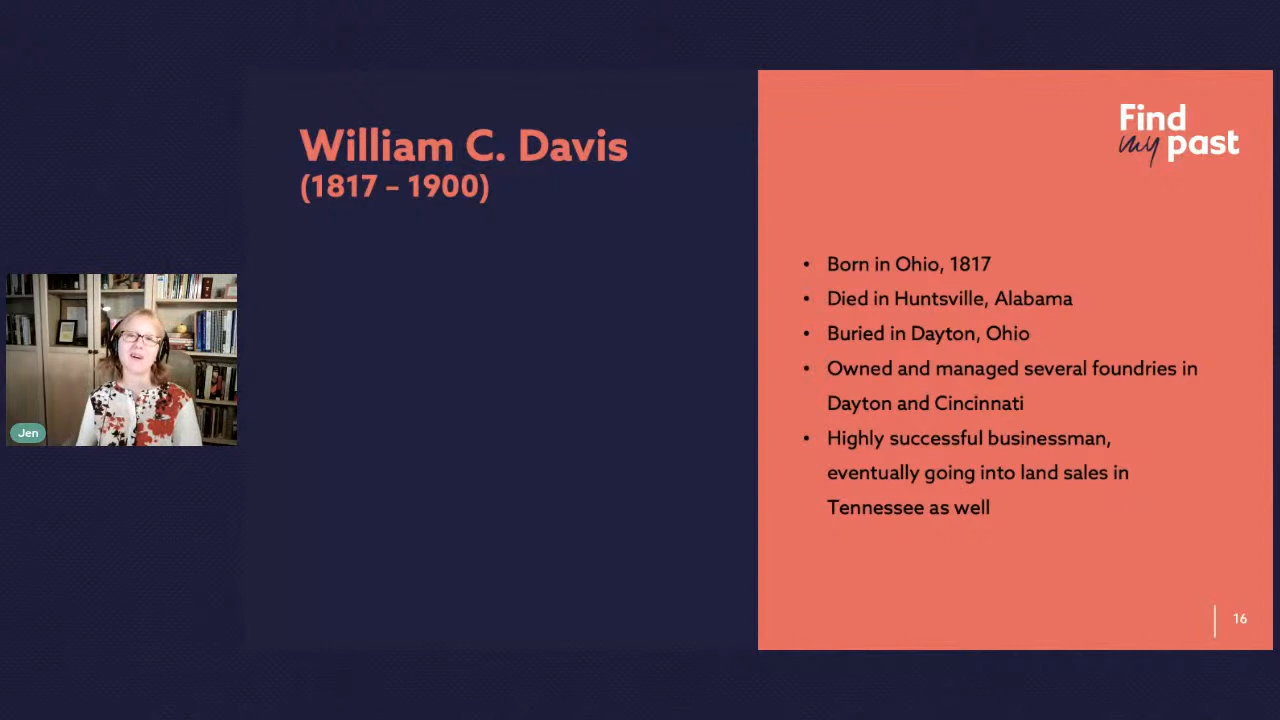 William C. Davis
(1817 – 1900)
Find
my past
• Born in Ohio, 1817
• Died in Huntsville, Alabama
• Buried in Dayton, Ohio
• Owned and managed several foundries in
Dayton and Cincinnati
• Highly successful businessman,
eventually going into land sales in
Tennessee as well
Jen
16